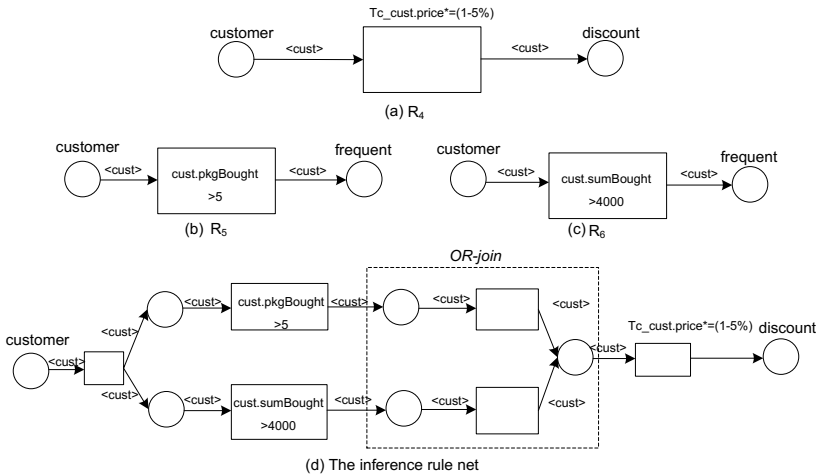 Tc_cust.price*=(1-5%)
customer
<cust>
<cust>
discount
(a) R4
customer
<cust>
cust.pkgBought
>5
<cust>
frequent
(b) R5
customer
<cust>
cust.sumBought
>4000
<cust>
frequent
(c) R6
OR-join
customer
<cust>
<cust>
<cust>
<cust>
cust.pkgBought
>5
<cust>
<cust>
<cust>
<cust>
cust.sumBought
>4000
<cust>
<cust>
<cust>
<cust>
Tc_cust.price*=(1-5%)
discount
(d) The inference rule net